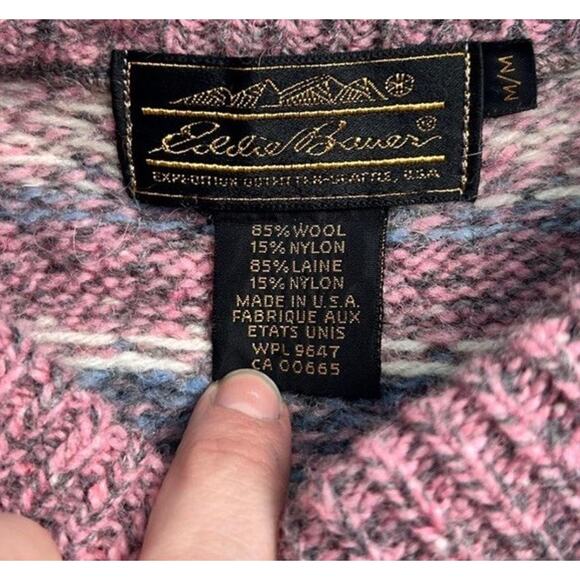 Eddie Bauer®
EXPEDITION OUTFITTER-SEATTLE, U.S.A
M/M
85% WOOL
15% NYLON
85% LAINE
15% NYLON
MADE IN U.S.A.
FABRIQUE AUX
ETATS UNIS
WPL 9647
CA 00665